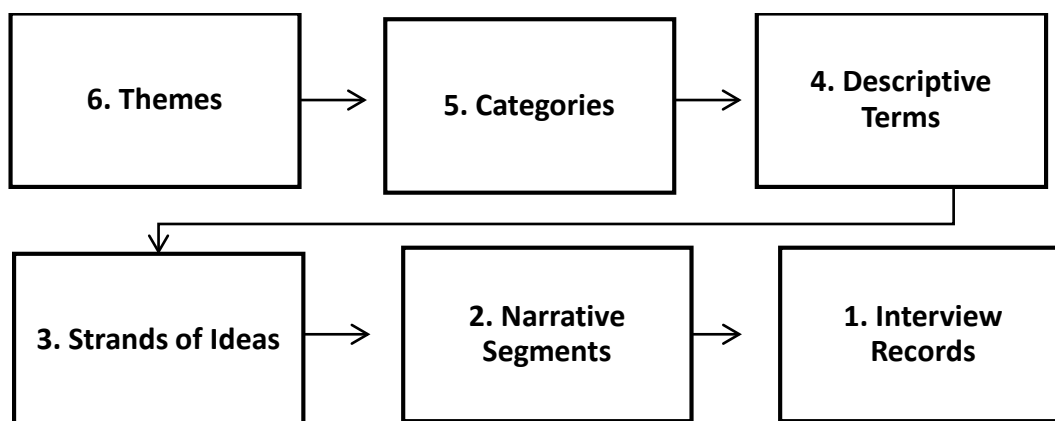 6. Themes
5. Categories
4. Descriptive
Terms
3. Strands of Ideas
2. Narrative
Segments
1. Interview
Records